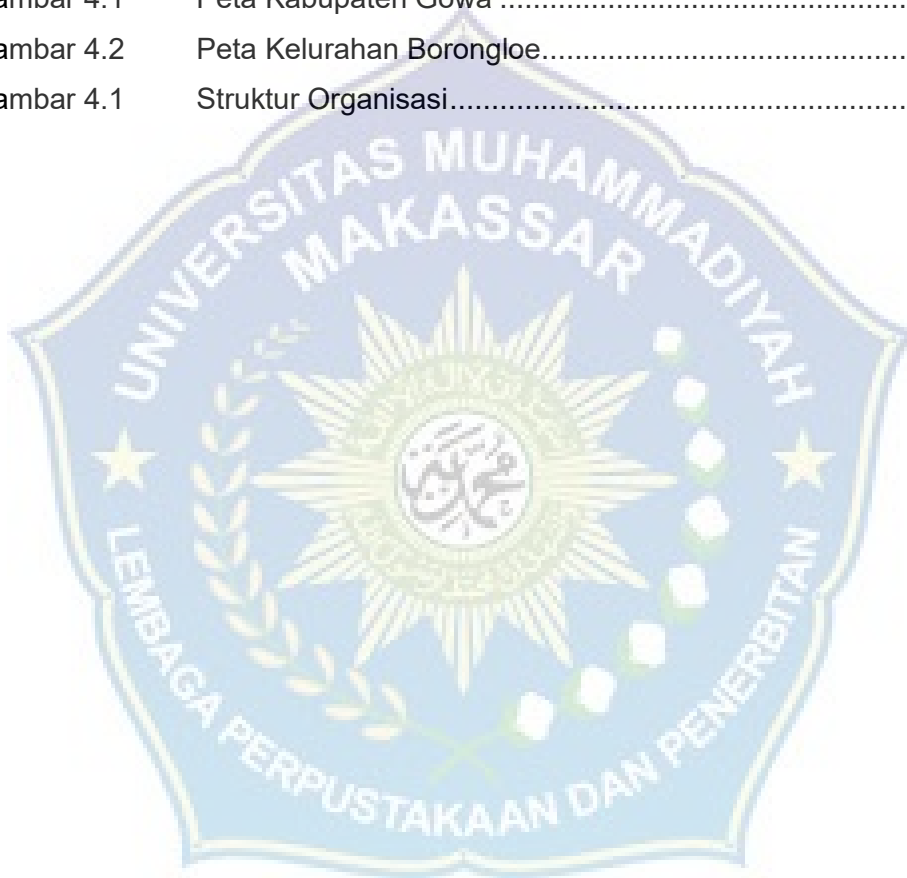 ambar 4.1 Peta Kabupaten Gowa ................................................
ambar 4.2 Peta Kelurahan Borongloe...........................................
ambar 4.1 Struktur Organisasi......................................................
UNIVERSITAS MUHAMMADIYAH
MAKASSAR
محمدية
LEMBAGA PERPUSTAKAAN DAN PENERBITAN